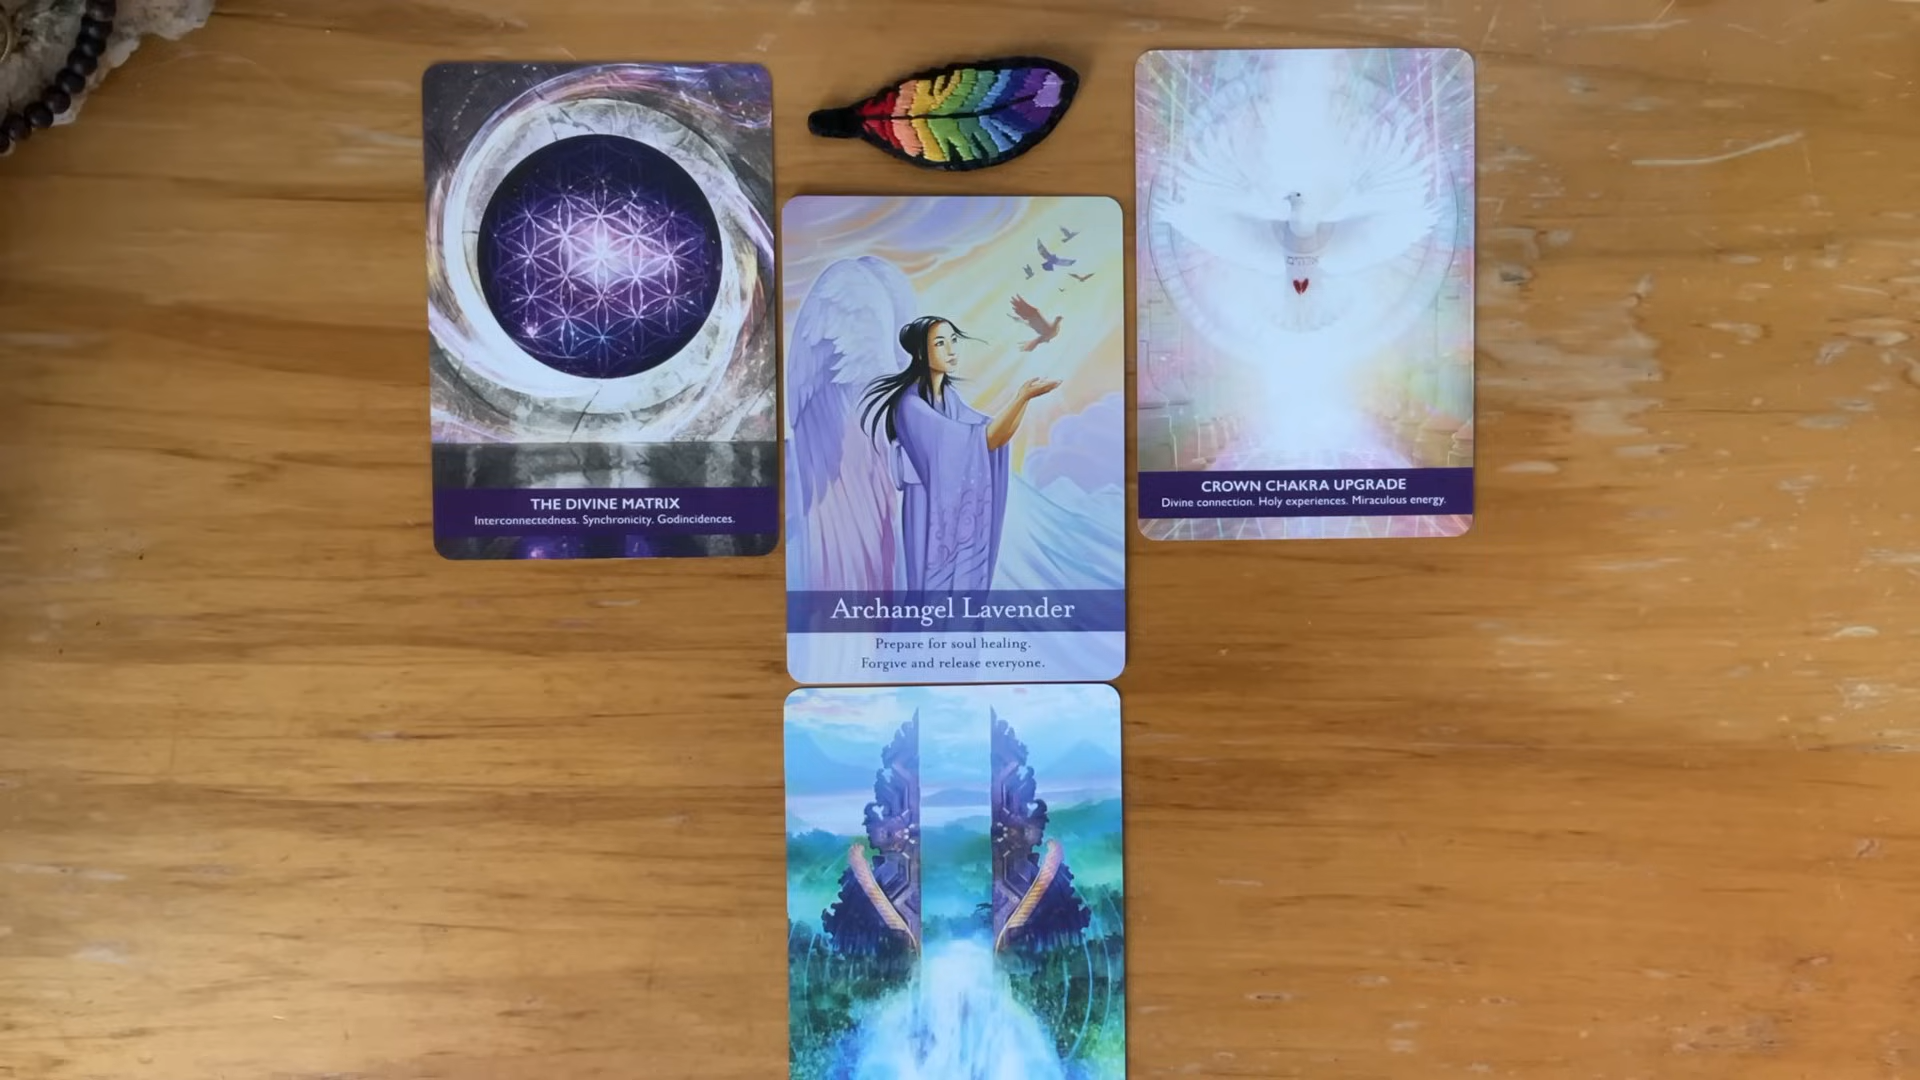 THE DIVINE MATRIX
Interconnectedness. Synchronicity. Godincidences.
Archangel Lavender
Prepare for soul healing.
Forgive and release everyone.
CROWN CHAKRA UPGRADE
Divine connection. Holy experiences. Miraculous energy.